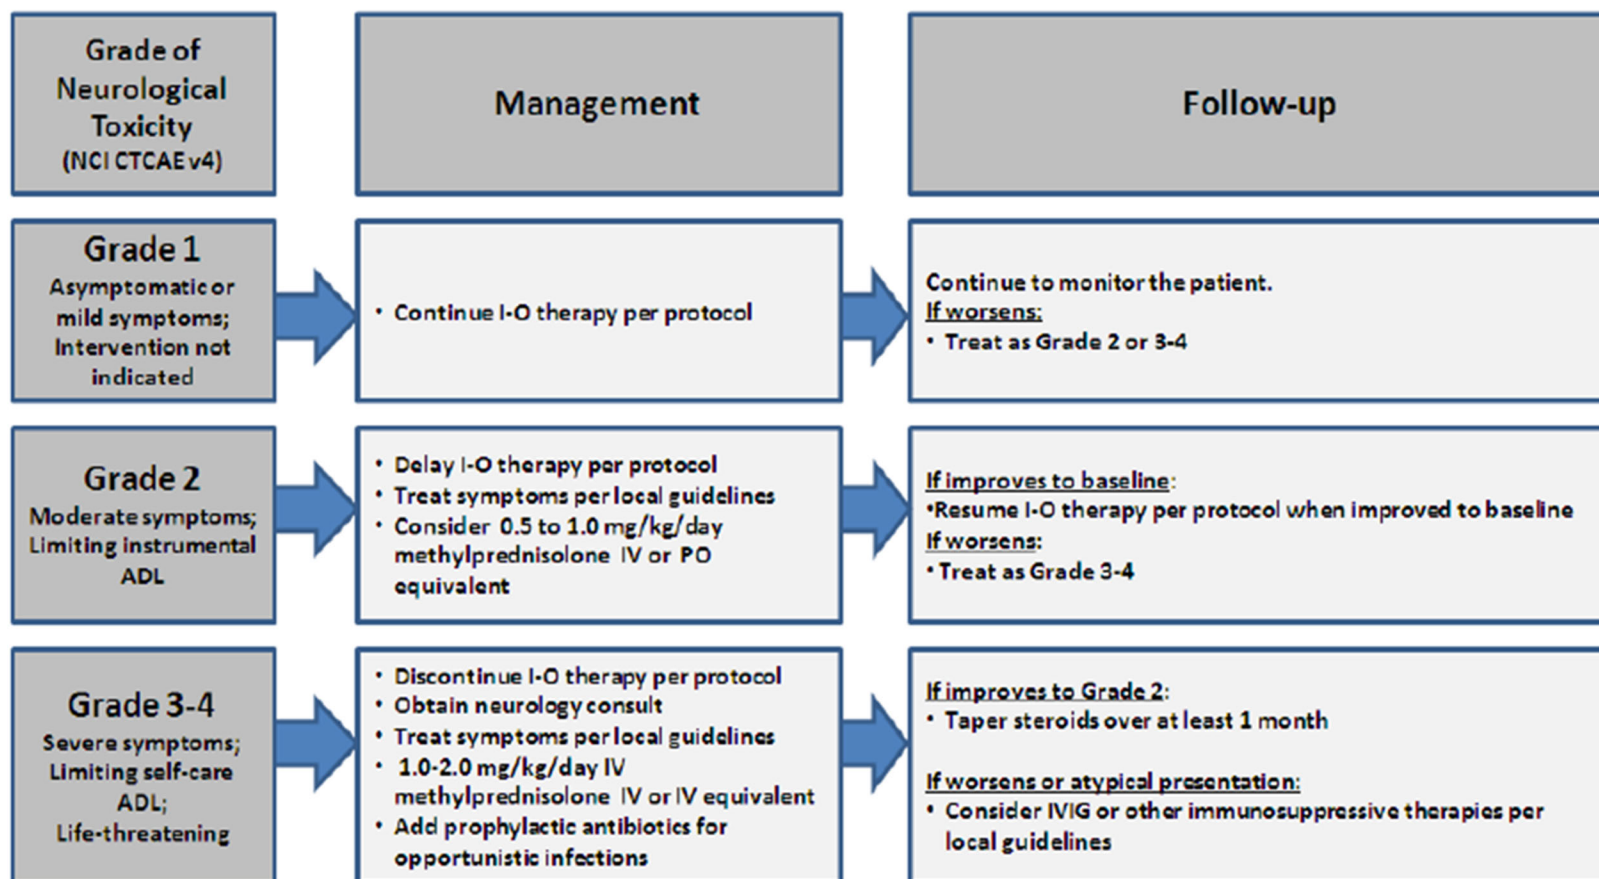 Grade of
Neurological
Toxicity
(NCI CTCAE v4)
Management
Follow-up
Grade 1
Asymptomatic or
mild symptoms;
Intervention not
indicated
• Continue I-O therapy per protocol
Continue to monitor the patient.
If worsens:
• Treat as Grade 2 or 3-4
Grade 2
Moderate symptoms;
Limiting instrumental
ADL
• Delay I-O therapy per protocol
• Treat symptoms per local guidelines
• Consider 0.5 to 1.0 mg/kg/day
methylprednisolone IV or PO
equivalent
If improves to baseline:
•Resume I-O therapy per protocol when improved to baseline
If worsens:
• Treat as Grade 3-4
Grade 3-4
Severe symptoms;
Limiting self-care
ADL;
Life-threatening
• Discontinue I-O therapy per protocol
• Obtain neurology consult
• Treat symptoms per local guidelines
• 1.0-2.0 mg/kg/day IV
methylprednisolone IV or IV equivalent
• Add prophylactic antibiotics for
opportunistic infections
If improves to Grade 2:
• Taper steroids over at least 1 month
If worsens or atypical presentation:
• Consider IVIG or other immunosuppressive therapies per
local guidelines